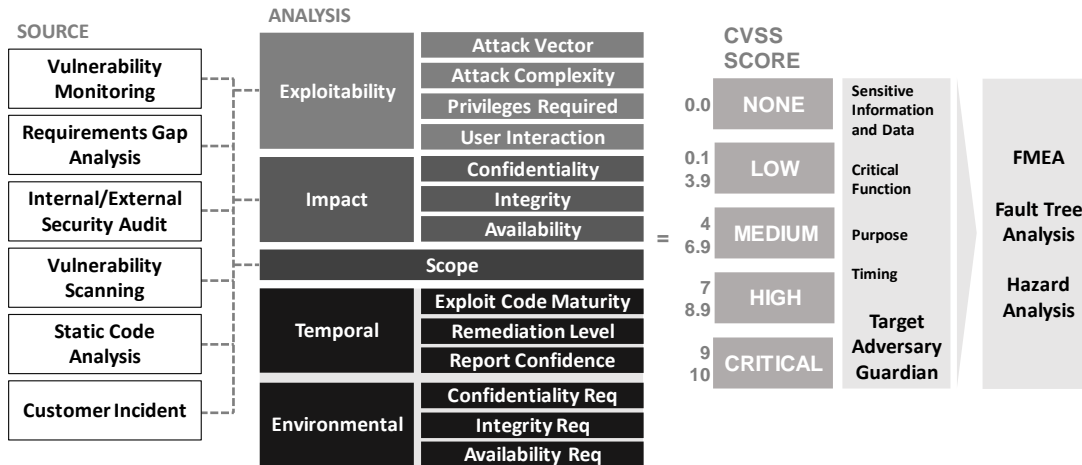 SOURCE
Vulnerability
Monitoring
Requirements Gap
Analysis
Internal/External
Security Audit
Vulnerability
Scanning
Static Code
Analysis
Customer Incident
ANALYSIS
Exploitability
Attack Vector
Attack Complexity
Privileges Required
User Interaction
Impact
Confidentiality
Integrity
Availability
Scope
Temporal
Exploit Code Maturity
Remediation Level
Report Confidence
Environmental
Confidentiality Req
Integrity Req
Availability Req
=
CVSS
SCORE
0.0
NONE
0.1
3.9
LOW
4
6.9
MEDIUM
7
8.9
HIGH
9
10
CRITICAL
Sensitive
Information
and Data
Critical
Function
Purpose
Timing
Target
Adversary
Guardian
FMEA
Fault Tree
Analysis
Hazard
Analysis